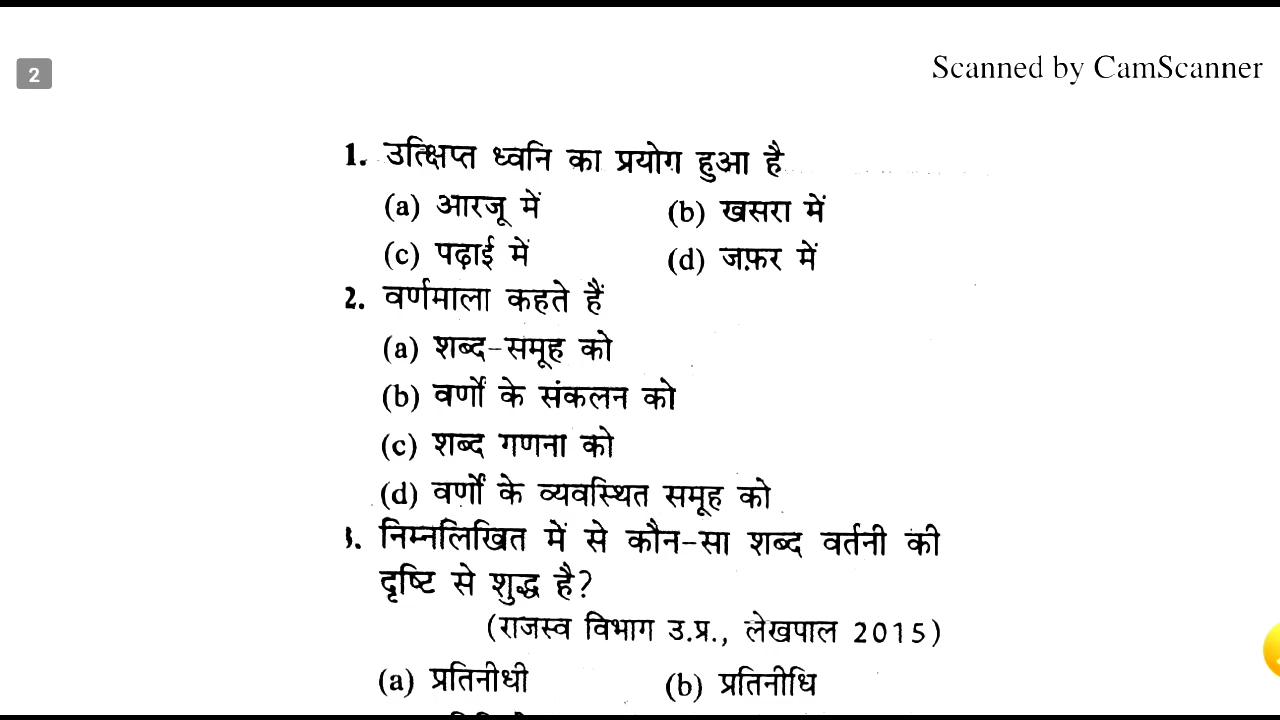 2
Scanned by CamScanner
1. उत्क्षिप्त ध्वनि का प्रयोग हुआ है
(a) आरजू में (b) खसरा में
(c) पढ़ाई में (d) जफ़र में
2. वर्णमाला कहते हैं
(a) शब्द-समूह को
(b) वर्णों के संकलन को
(c) शब्द गणना को
(d) वर्णों के व्यवस्थित समूह को
3. निम्नलिखित में से कौन-सा शब्द वर्तनी की
दृष्टि से शुद्ध है?
(राजस्व विभाग उ.प्र., लेखपाल 2015)
(a) प्रतिनीधी (b) प्रतिनीधि